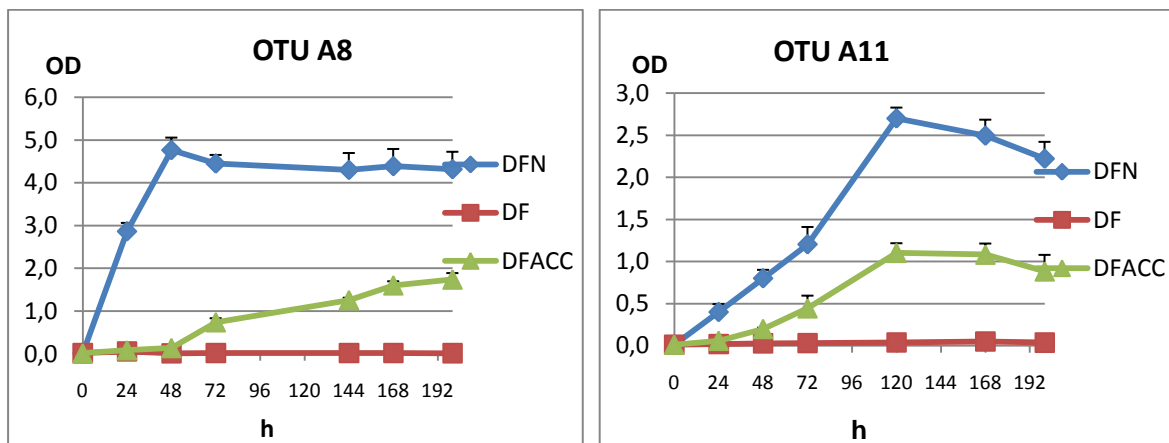 OTU A8
OD
6,0
5,0
4,0
3,0
2,0
1,0
0,0
0 24 48 72 96 120 144 168 192
h
DFN
DF
DFACC
OTU A11
OD
3,0
2,5
2,0
1,5
1,0
0,5
0,0
0 24 48 72 96 120 144 168 192
h
DFN
DF
DFACC